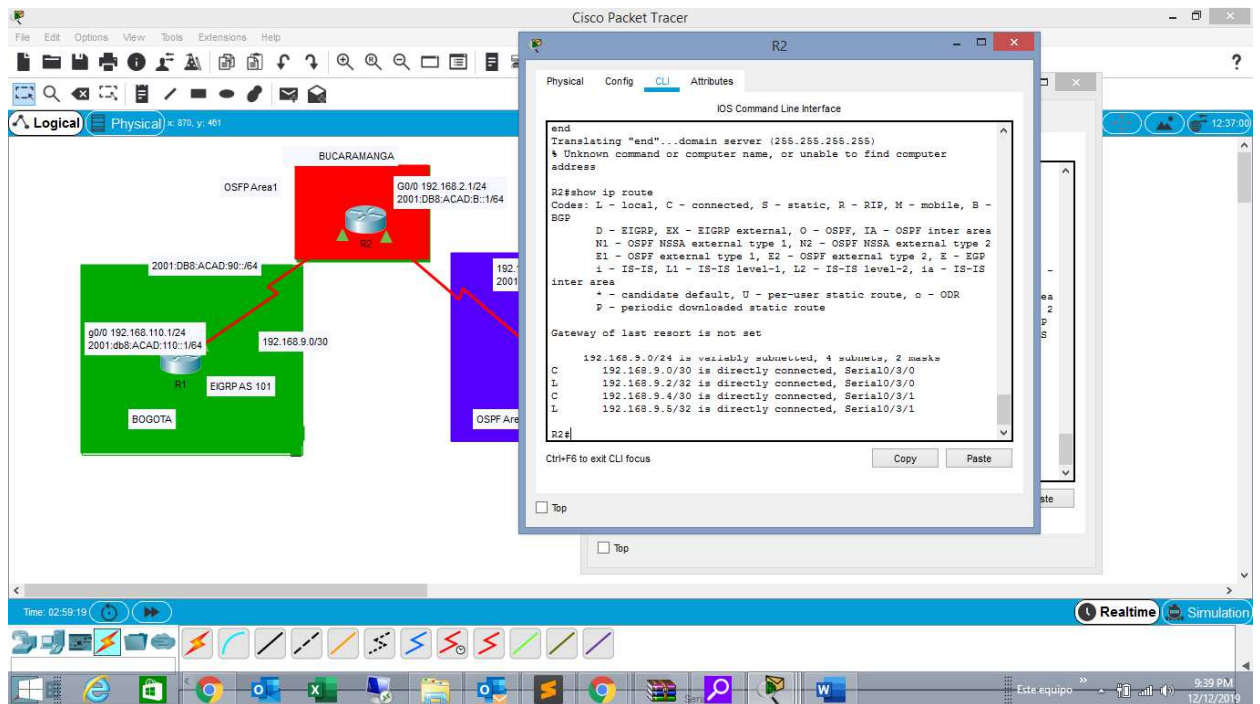 Cisco Packet Tracer
File Edit Options View Tools Extensions Help
Logical
Physical
x: 870, y: 461
12:37:00
BUCARAMANGA
OSFP Area1
G0/0 192.168.2.1/24
2001:DB8:ACAD:B::1/64
R2
2001:DB8:ACAD:90::/64
192.
2001
g0/0 192.168.110.1/24
2001:db8:ACAD:110::1/64
192.168.9.0/30
R1
EIGRP AS 101
BOGOTA
OSPF Are
R2
Physical Config CLI Attributes
IOS Command Line Interface
end
Translating "end"...domain server (255.255.255.255)
% Unknown command or computer name, or unable to find computer
address
R2#show ip route
Codes: L - local, C - connected, S - static, R - RIP, M - mobile, B -
BGP
D - EIGRP, EX - EIGRP external, O - OSPF, IA - OSPF inter area
N1 - OSPF NSSA external type 1, N2 - OSPF NSSA external type 2
E1 - OSPF external type 1, E2 - OSPF external type 2, E - EGP
i - IS-IS, L1 - IS-IS level-1, L2 - IS-IS level-2, ia - IS-IS
inter area
* - candidate default, U - per-user static route, o - ODR
P - periodic downloaded static route
Gateway of last resort is not set
192.168.9.0/24 is variably subnetted, 4 subnets, 2 masks
C 192.168.9.0/30 is directly connected, Serial0/3/0
L 192.168.9.2/32 is directly connected, Serial0/3/0
C 192.168.9.4/30 is directly connected, Serial0/3/1
L 192.168.9.5/32 is directly connected, Serial0/3/1
R2#
Ctrl+F6 to exit CLI focus
Copy
Paste
Top
ste
Top
Time: 02:59:19
Realtime
Simulation
Este equipo
9:39 PM
12/12/2019